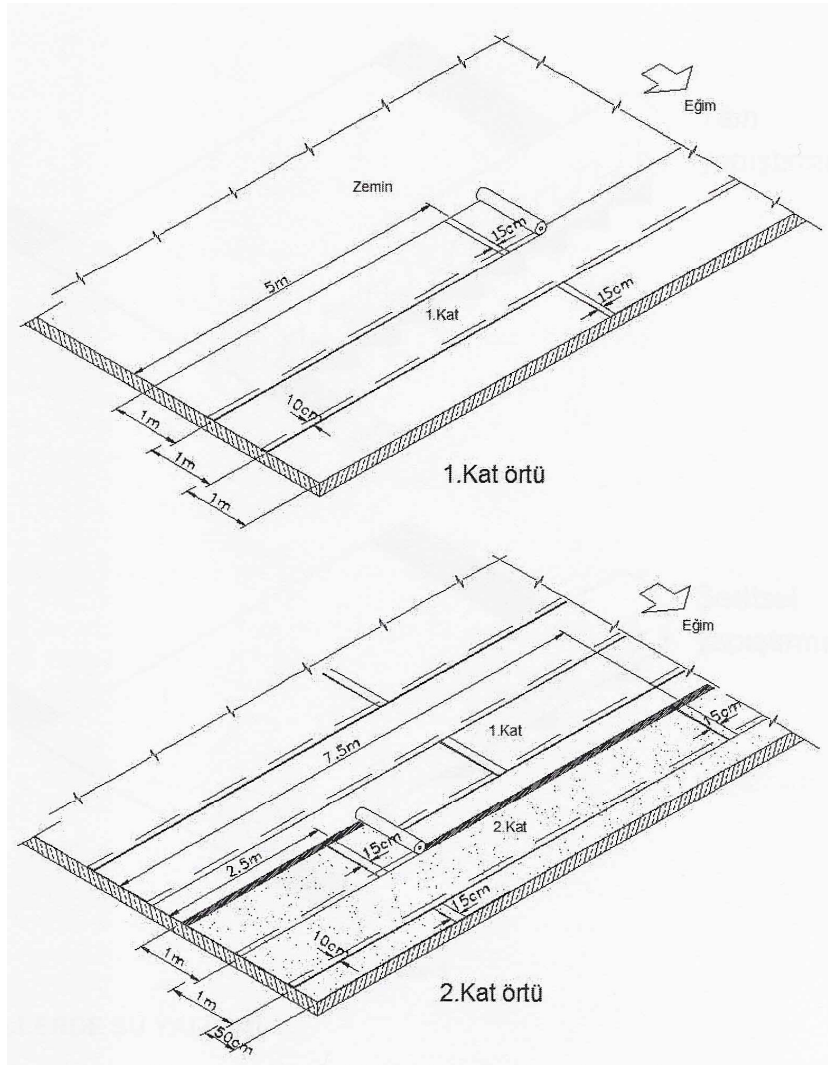 Eğim
Zemin
15cm
5m
15cm
1.Kat
10cm
1m
1m
1m
1.Kat örtü
Eğim
15cm
1.Kat
7.5m
2.Kat
15cm
2.5m
15cm
10cm
1m
1m
50cm
2.Kat örtü